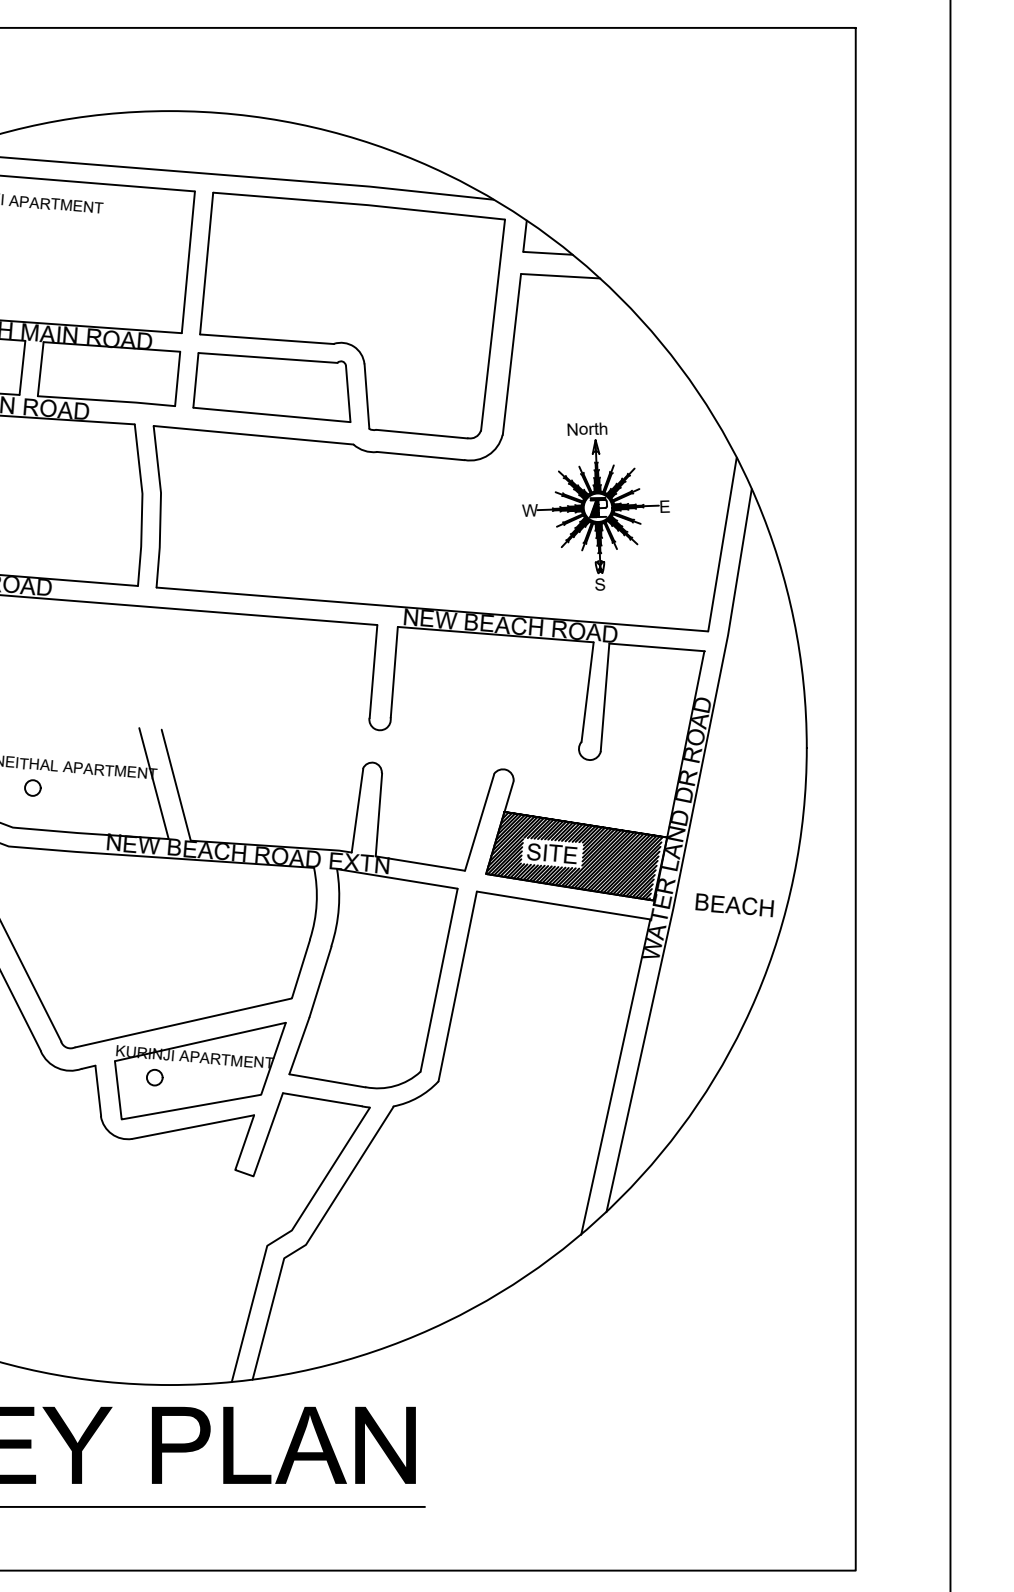 I APARTMENT
H MAIN ROAD
N ROAD
North
W
E
S
ROAD
NEW BEACH ROAD
WATER LAND DR ROAD
NEITHAL APARTMENT
NEW BEACH ROAD EXTN
SITE
BEACH
KURINJI APARTMENT
EY PLAN